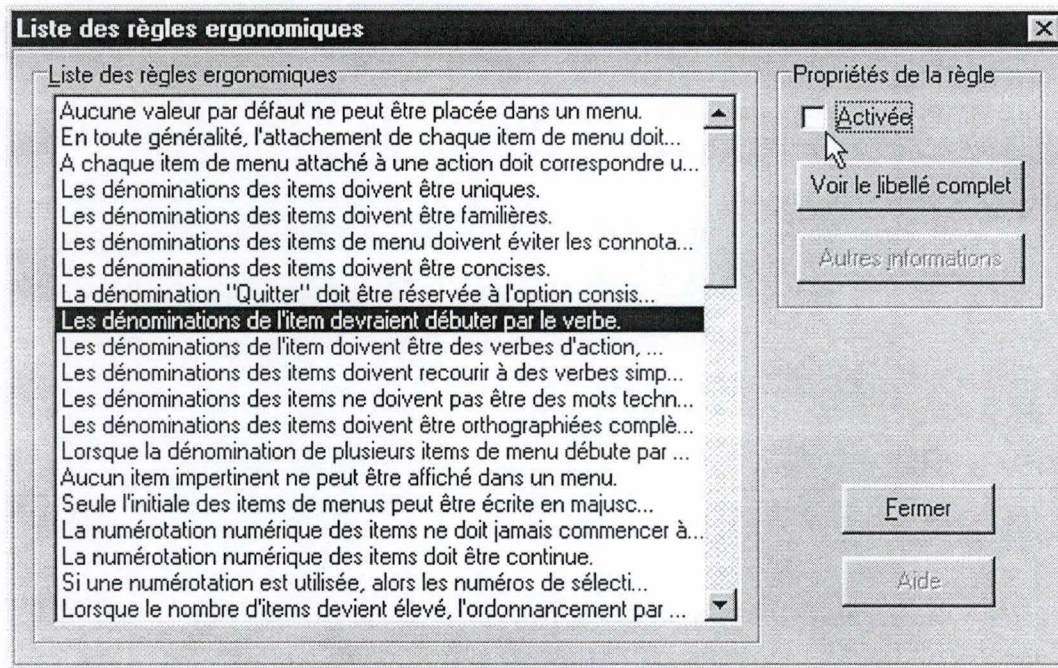 Liste des règles ergonomiques
Liste des règles ergonomiques
Aucune valeur par défaut ne peut être placée dans un menu.
En toute généralité, l'attachement de chaque item de menu doit...
A chaque item de menu attaché à une action doit correspondre u...
Les dénominations des items doivent être uniques.
Les dénominations des items doivent être familières.
Les dénominations des items de menu doivent éviter les connota...
Les dénominations des items doivent être concises.
La dénomination "Quitter" doit être réservée à l'option consis...
Les dénominations de l'item devraient débuter par le verbe.
Les dénominations de l'item doivent être des verbes d'action, ...
Les dénominations des items doivent recourir à des verbes simp...
Les dénominations des items ne doivent pas être des mots techn...
Les dénominations des items doivent être orthographiées complè...
Lorsque la dénomination de plusieurs items de menu débute par ...
Aucun item impertinent ne peut être affiché dans un menu.
Seule l'initiale des items de menus peut être écrite en majusc...
La numérotation numérique des items ne doit jamais commencer à...
La numérotation numérique des items doit être continue.
Si une numérotation est utilisée, alors les numéros de sélecti...
Lorsque le nombre d'items devient élevé, l'ordonnancement par ...
Propriétés de la règle
Activée
Voir le libellé complet
Autres informations
Fermer
Aide